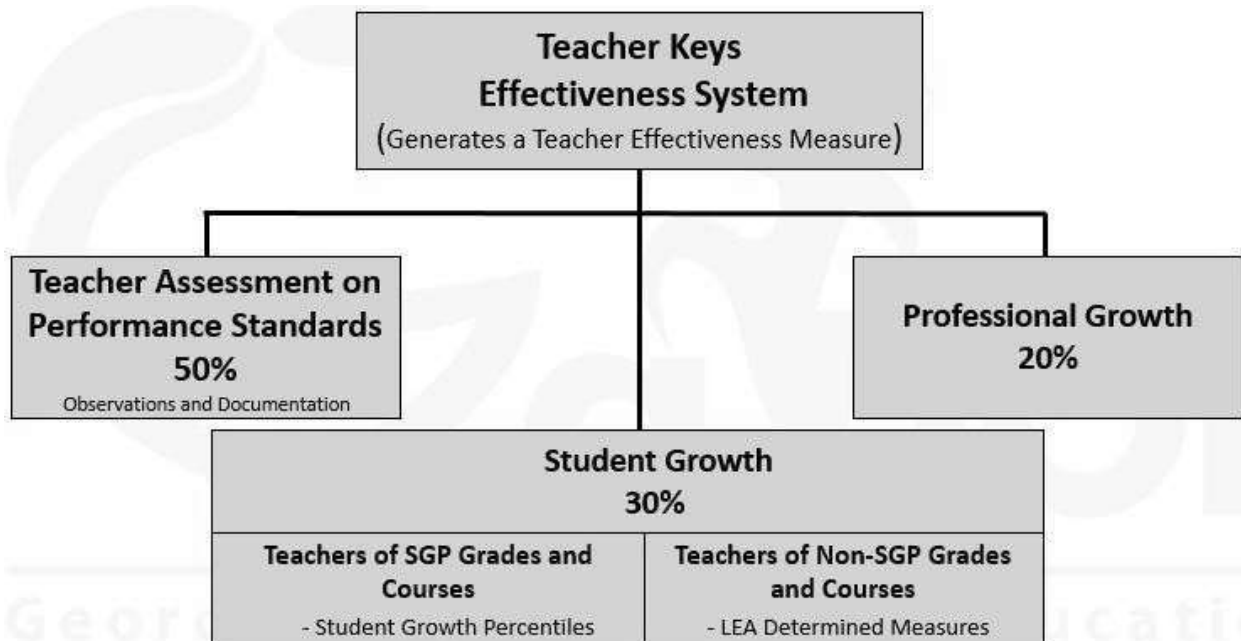 Teacher Keys
Effectiveness System
(Generates a Teacher Effectiveness Measure)
Teacher Assessment on
Performance Standards
50%
Observations and Documentation
Professional Growth
20%
Student Growth
30%
Teachers of SGP Grades and
Courses
- Student Growth Percentiles
Teachers of Non-SGP Grades
and Courses
- LEA Determined Measures